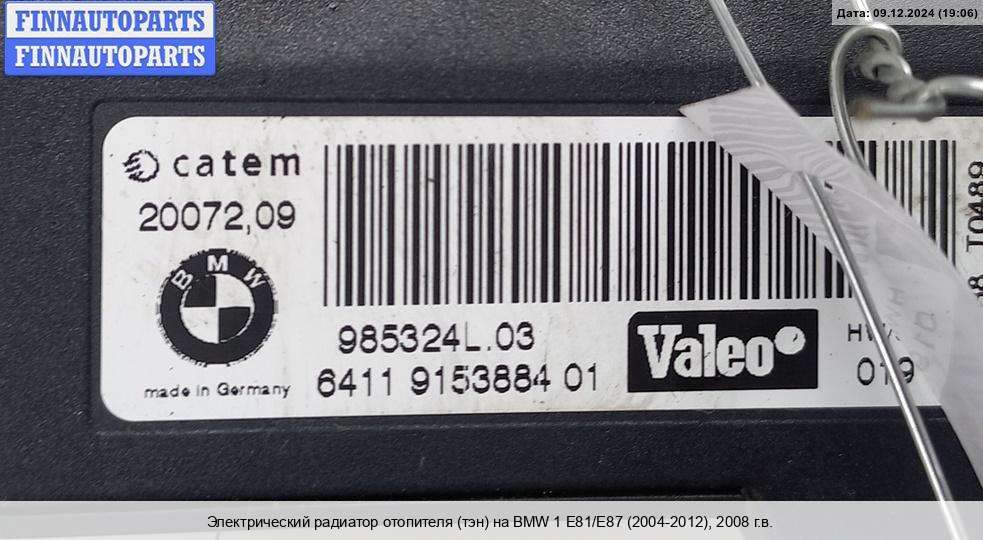 FINNAUTOPARTS
FINNAUTOPARTS
Дата: 09.12.2024 (19:06)
catem
20072,09
BMW
made in Germany
985324L.03
6411 9153884 01
Valeo
019
T0489
Электрический радиатор отопителя (тэн) на BMW 1 E81/E87 (2004-2012), 2008 г.в.